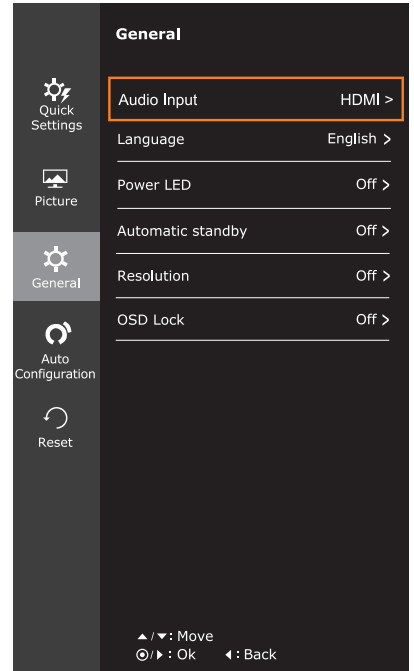 General
Quick
Settings
Picture
General
Auto
Configuration
Reset
Audio Input HDMI >
Language English >
Power LED Off >
Automatic standby Off >
Resolution Off >
OSD Lock Off >
▲/▼: Move
◉/▶: Ok ◀: Back